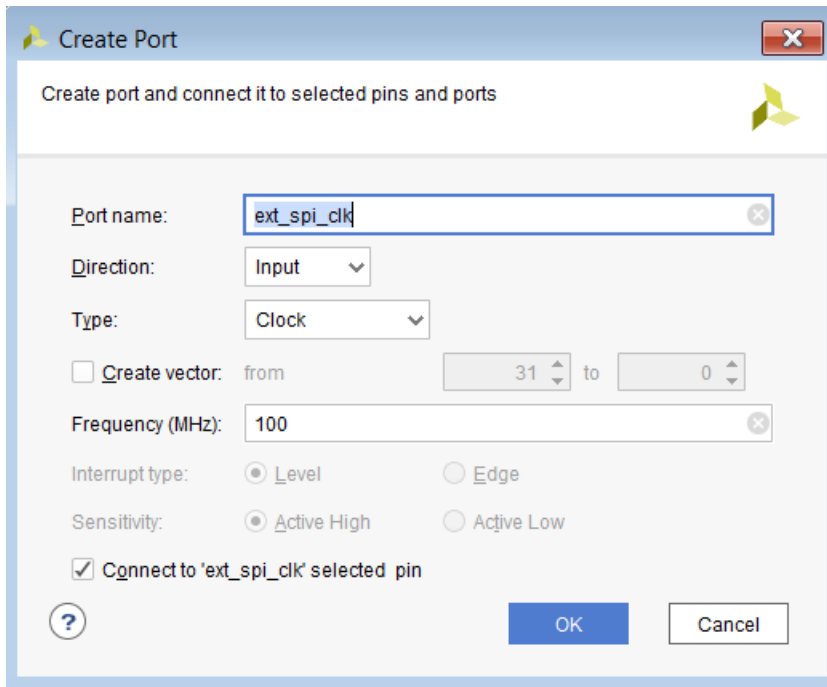 Create Port
Create port and connect it to selected pins and ports
Port name: ext_spi_clk
Direction: Input
Type: Clock
Create vector: from 31 to 0
Frequency (MHz): 100
Interrupt type: Level Edge
Sensitivity: Active High Active Low
Connect to 'ext_spi_clk' selected pin
? OK Cancel